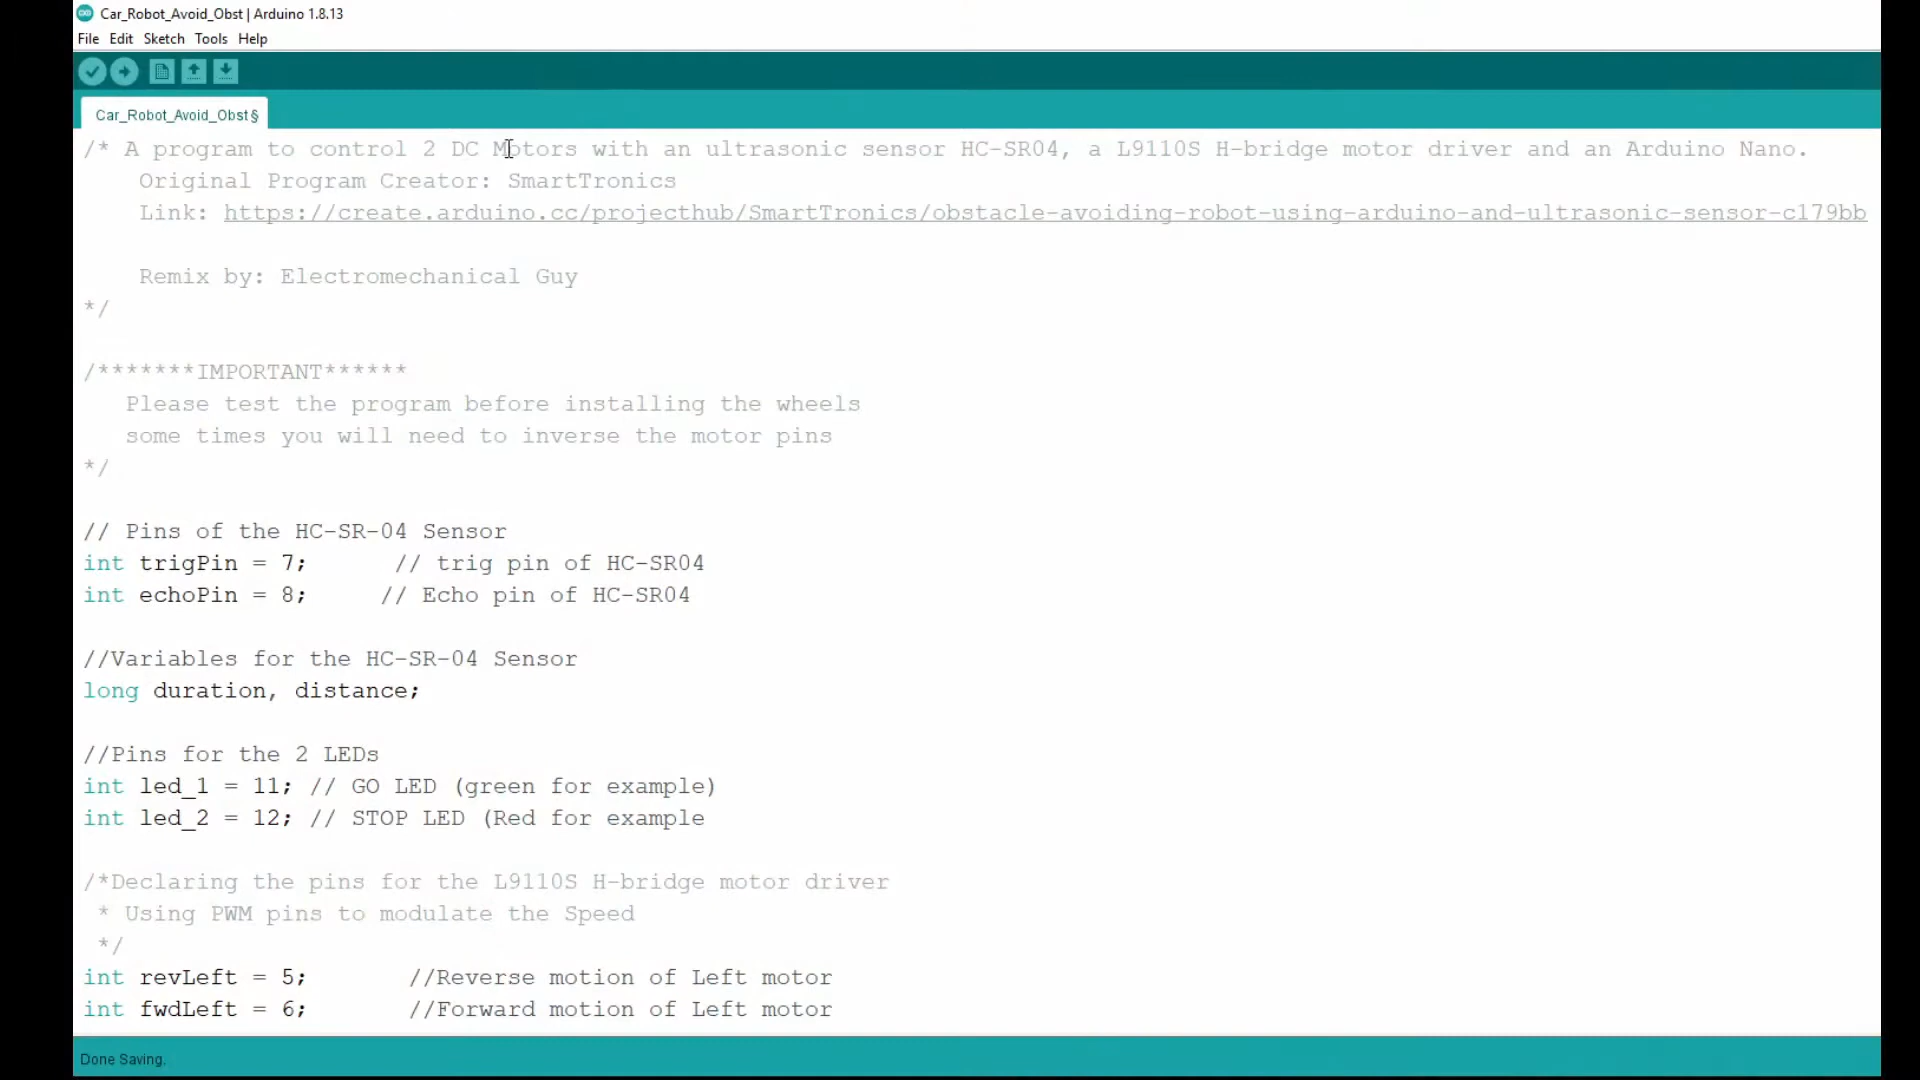 Car_Robot_Avoid_Obst | Arduino 1.8.13
File Edit Sketch Tools Help
Car_Robot_Avoid_Obst§
/* A program to control 2 DC Motors with an ultrasonic sensor HC-SR04, a L9110S H-bridge motor driver and an Arduino Nano.
Original Program Creator: SmartTronics
Link: https://create.arduino.cc/projecthub/SmartTronics/obstacle-avoiding-robot-using-arduino-and-ultrasonic-sensor-c179bb
Remix by: Electromechanical Guy
*/
/*******IMPORTANT******
Please test the program before installing the wheels
some times you will need to inverse the motor pins
*/
// Pins of the HC-SR-04 Sensor
int trigPin = 7; // trig pin of HC-SR04
int echoPin = 8; // Echo pin of HC-SR04
//Variables for the HC-SR-04 Sensor
long duration, distance;
//Pins for the 2 LEDs
int led_1 = 11; // GO LED (green for example)
int led_2 = 12; // STOP LED (Red for example
/*Declaring the pins for the L9110S H-bridge motor driver
* Using PWM pins to modulate the Speed
*/
int revLeft = 5; //Reverse motion of Left motor
int fwdLeft = 6; //Forward motion of Left motor
Done Saving.